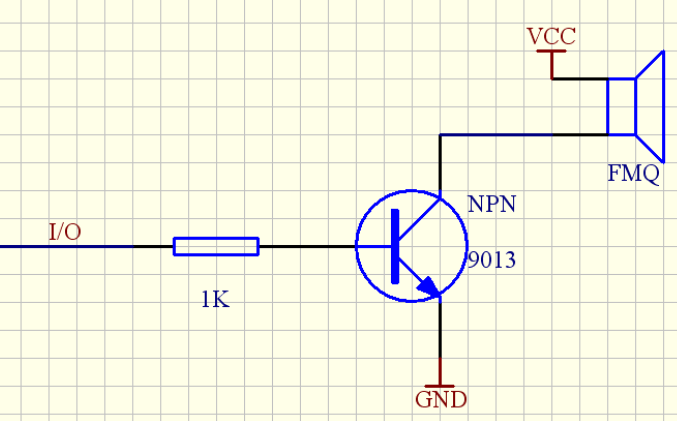 VCC
FMQ
NPN
I/O
9013
1K
GND